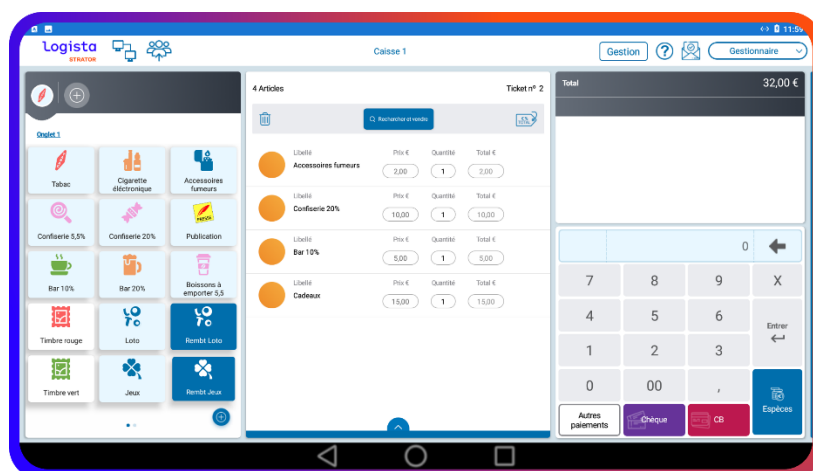 11:59
Logista
STRATOR
Caisse 1
Gestion
?
Gestionnaire
4 Articles
Ticket nº 2
Total
32,00 €
Rechercher et vendre
Onglet 1
Tabac
Cigarette
éléctronique
Accessoires
fumeurs
Confiserie 5,5%
Confiserie 20%
Publication
Bar 10%
Bar 20%
Boissons à
emporter 5,5
Timbre rouge
LOTO
Loto
LOTO
Rembt Loto
Timbre vert
Jeux
Rembt Jeux
Libellé Prix € Quantité Total €
Accessoires fumeurs 2,00 1 2,00
Libellé Prix € Quantité Total €
Confiserie 20% 10,00 1 10,00
Libellé Prix € Quantité Total €
Bar 10% 5,00 1 5,00
Libellé Prix € Quantité Total €
Cadeaux 15,00 1 15,00
0
7 8 9 X
4 5 6
Entrer
1 2 3
0 00 ,
Espèces
Autres
paiements
Chèque
CB